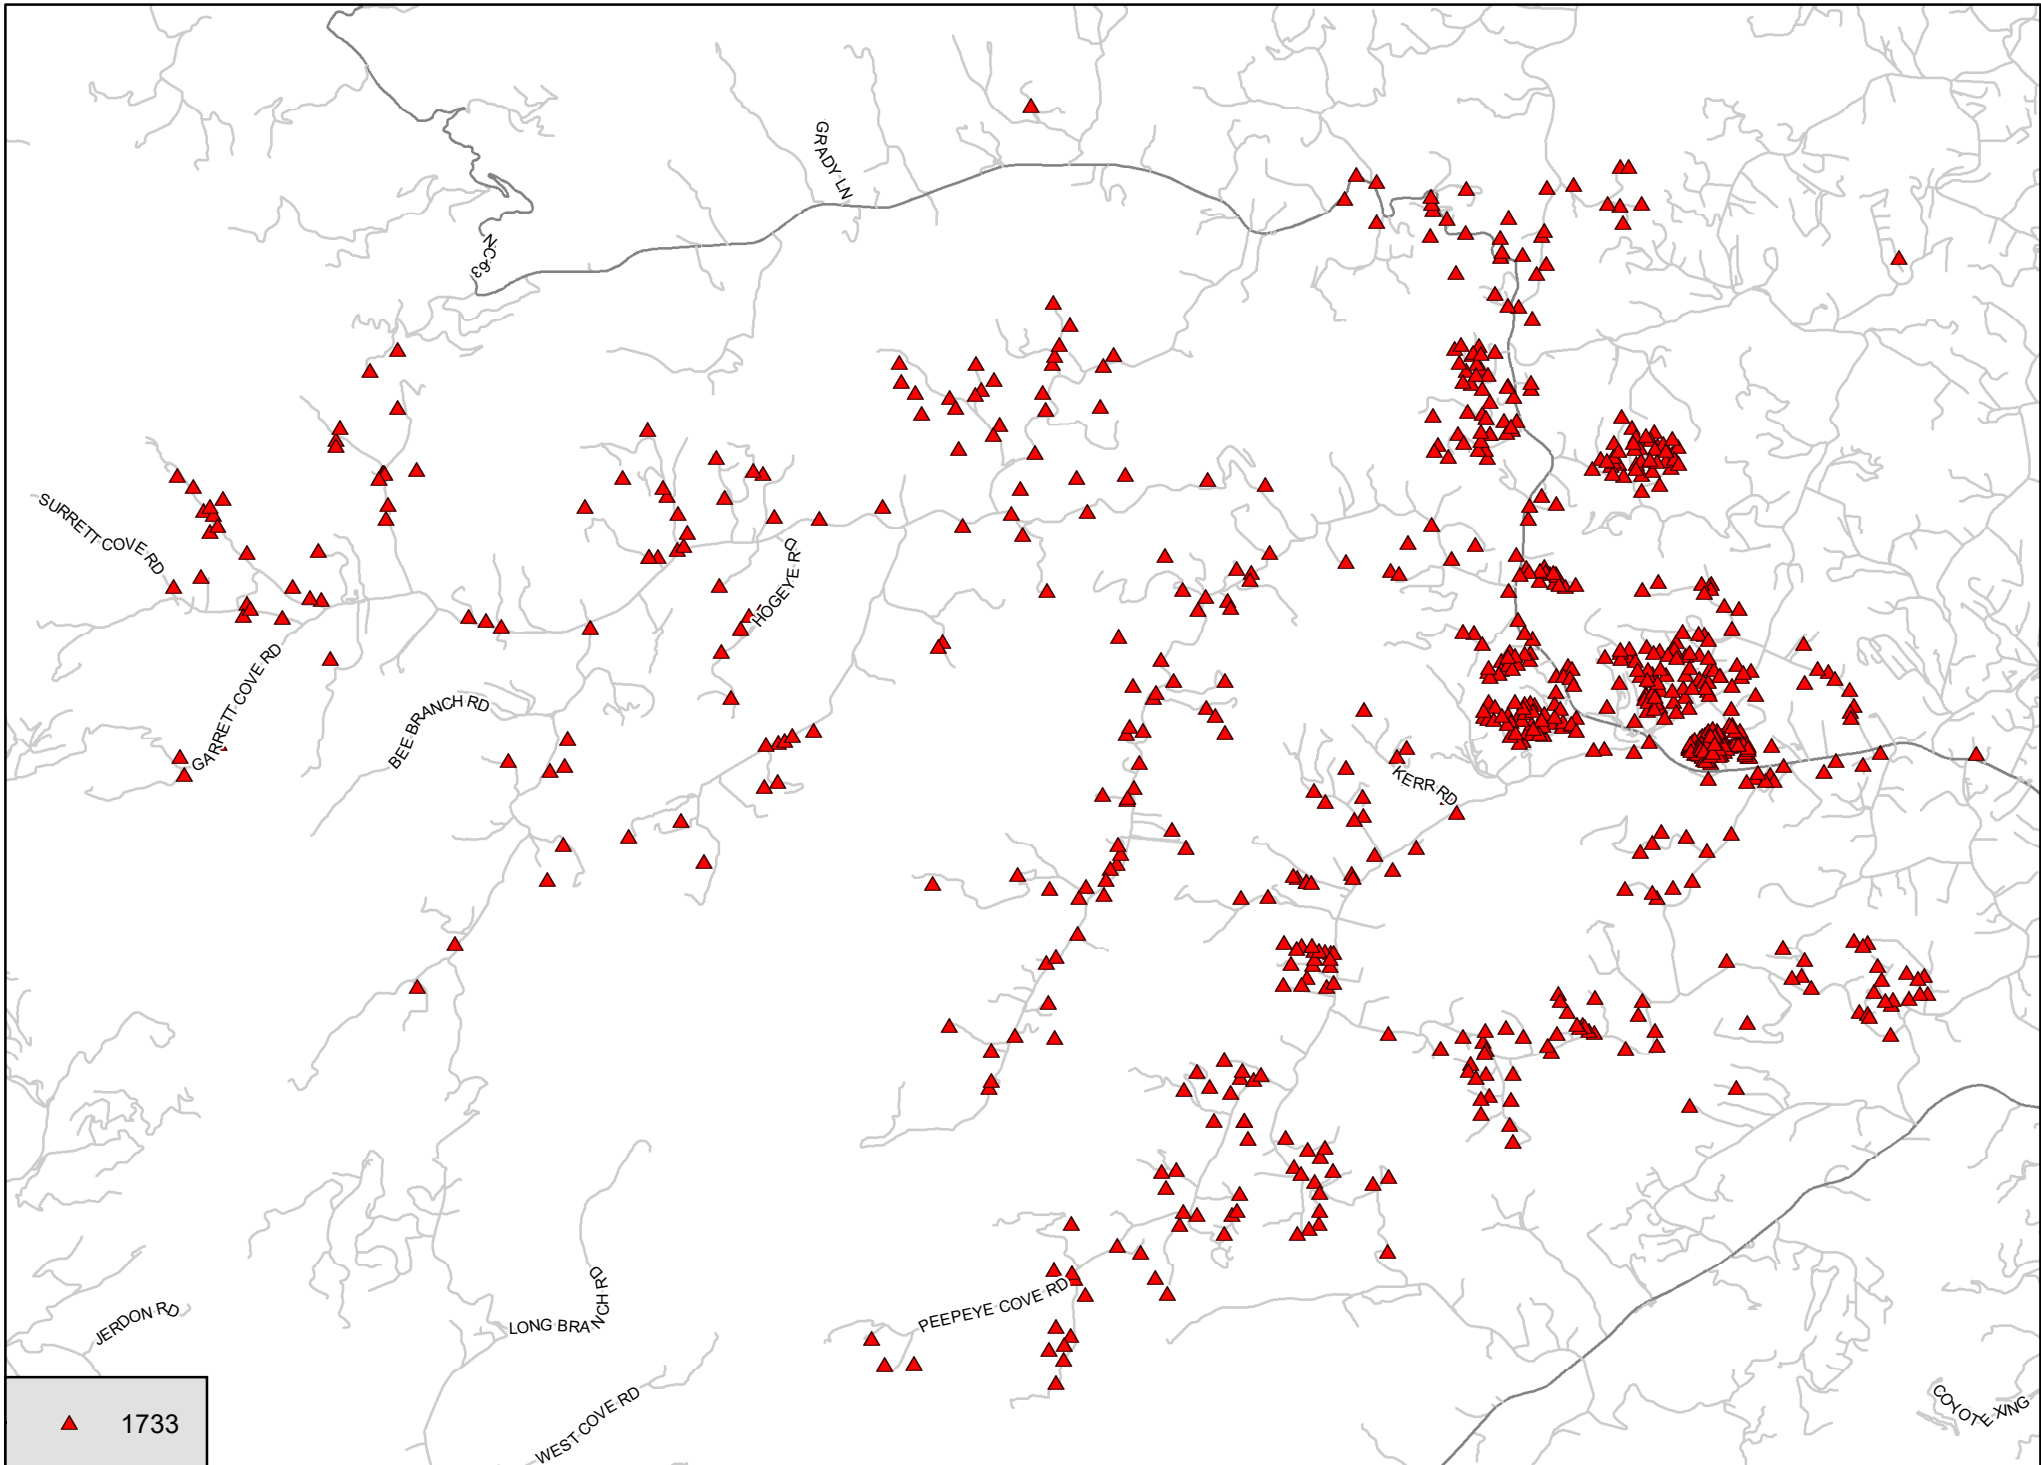 GRADY LN
NC 63
SURRETT COVE RD
HOGEYE RD
GARRETT COVE RD
BEE BRANCH RD
KERR RD
PEEPEYE COVE RD
JERDON RD
LONG BRANCH RD
WEST COVE RD
COYOTE XING
1733